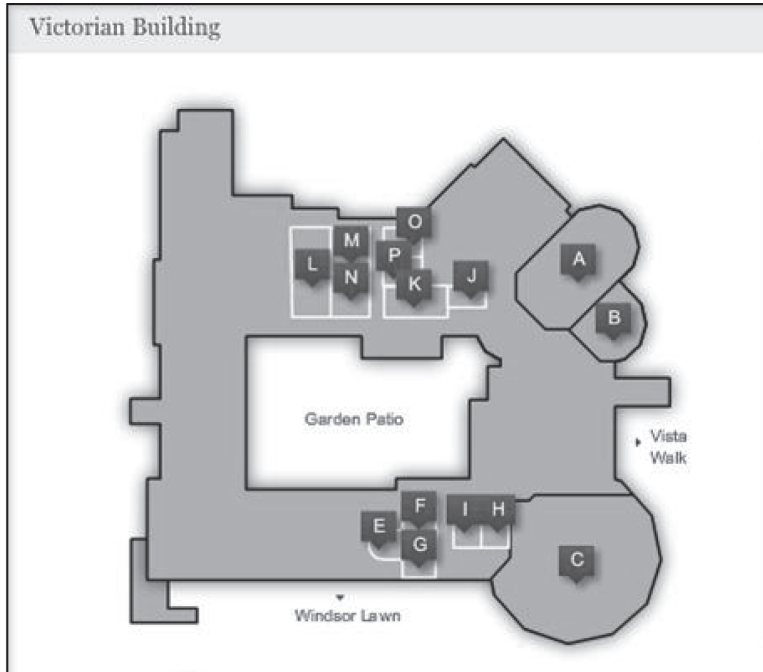 Victorian Building
O
M
P
A
L
J
N
K
B
Garden Patio
Vista
Walk
F
I
H
E
G
C
Windsor Lawn